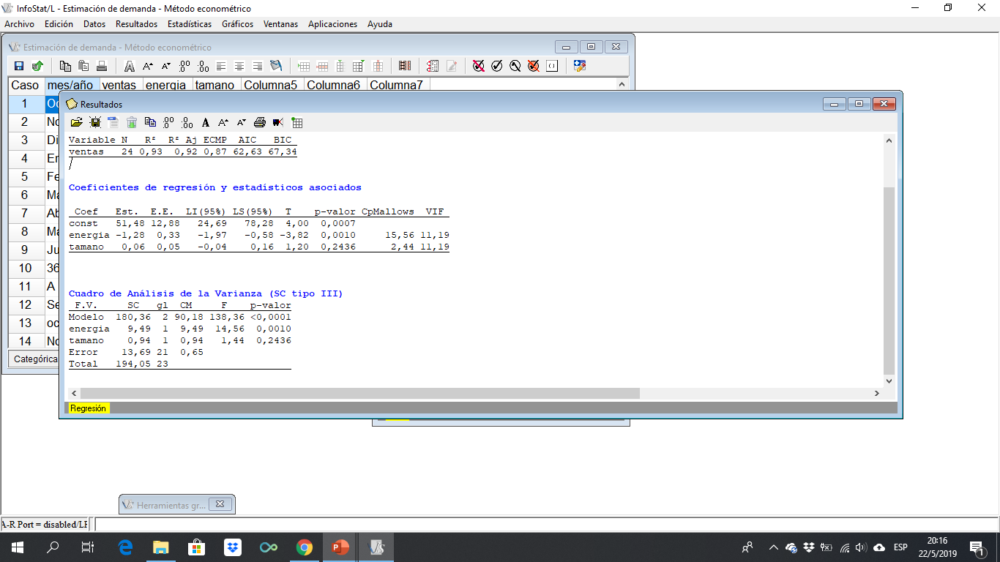 InfoStat/L - Estimación de demanda - Método econométrico
Archivo Edición Datos Resultados Estadísticas Gráficos Ventanas Aplicaciones Ayuda
Estimación de demanda - Método econométrico
Caso mes/año ventas energia tamano Columna5 Columna6 Columna7
1 Oc
2 No
3 Di
4 En
5 Fe
6 Ma
7 Ab
8 Ma
9 Ju
10 36
11 A
12 Se
13 oc
14 No
Categórica
Resultados
Variable N R² R² Aj ECMP AIC BIC
ventas 24 0,93 0,92 0,87 62,63 67,34
Coeficientes de regresión y estadísticos asociados
Coef Est. E.E. LI(95%) LS(95%) T p-valor CpMallows VIF
const 51,48 12,88 24,69 78,28 4,00 0,0007
energia -1,28 0,33 -1,97 -0,58 -3,82 0,0010 15,56 11,19
tamano 0,06 0,05 -0,04 0,16 1,20 0,2436 2,44 11,19
Cuadro de Análisis de la Varianza (SC tipo III)
F.V. SC gl CM F p-valor
Modelo 180,36 2 90,18 138,36 <0,0001
energia 9,49 1 9,49 14,56 0,0010
tamano 0,94 1 0,94 1,44 0,2436
Error 13,69 21 0,65
Total 194,05 23
Regresión
Herramientas gr...
A-R Port = disabled/LE
ESP
20:16
22/5/2019
1